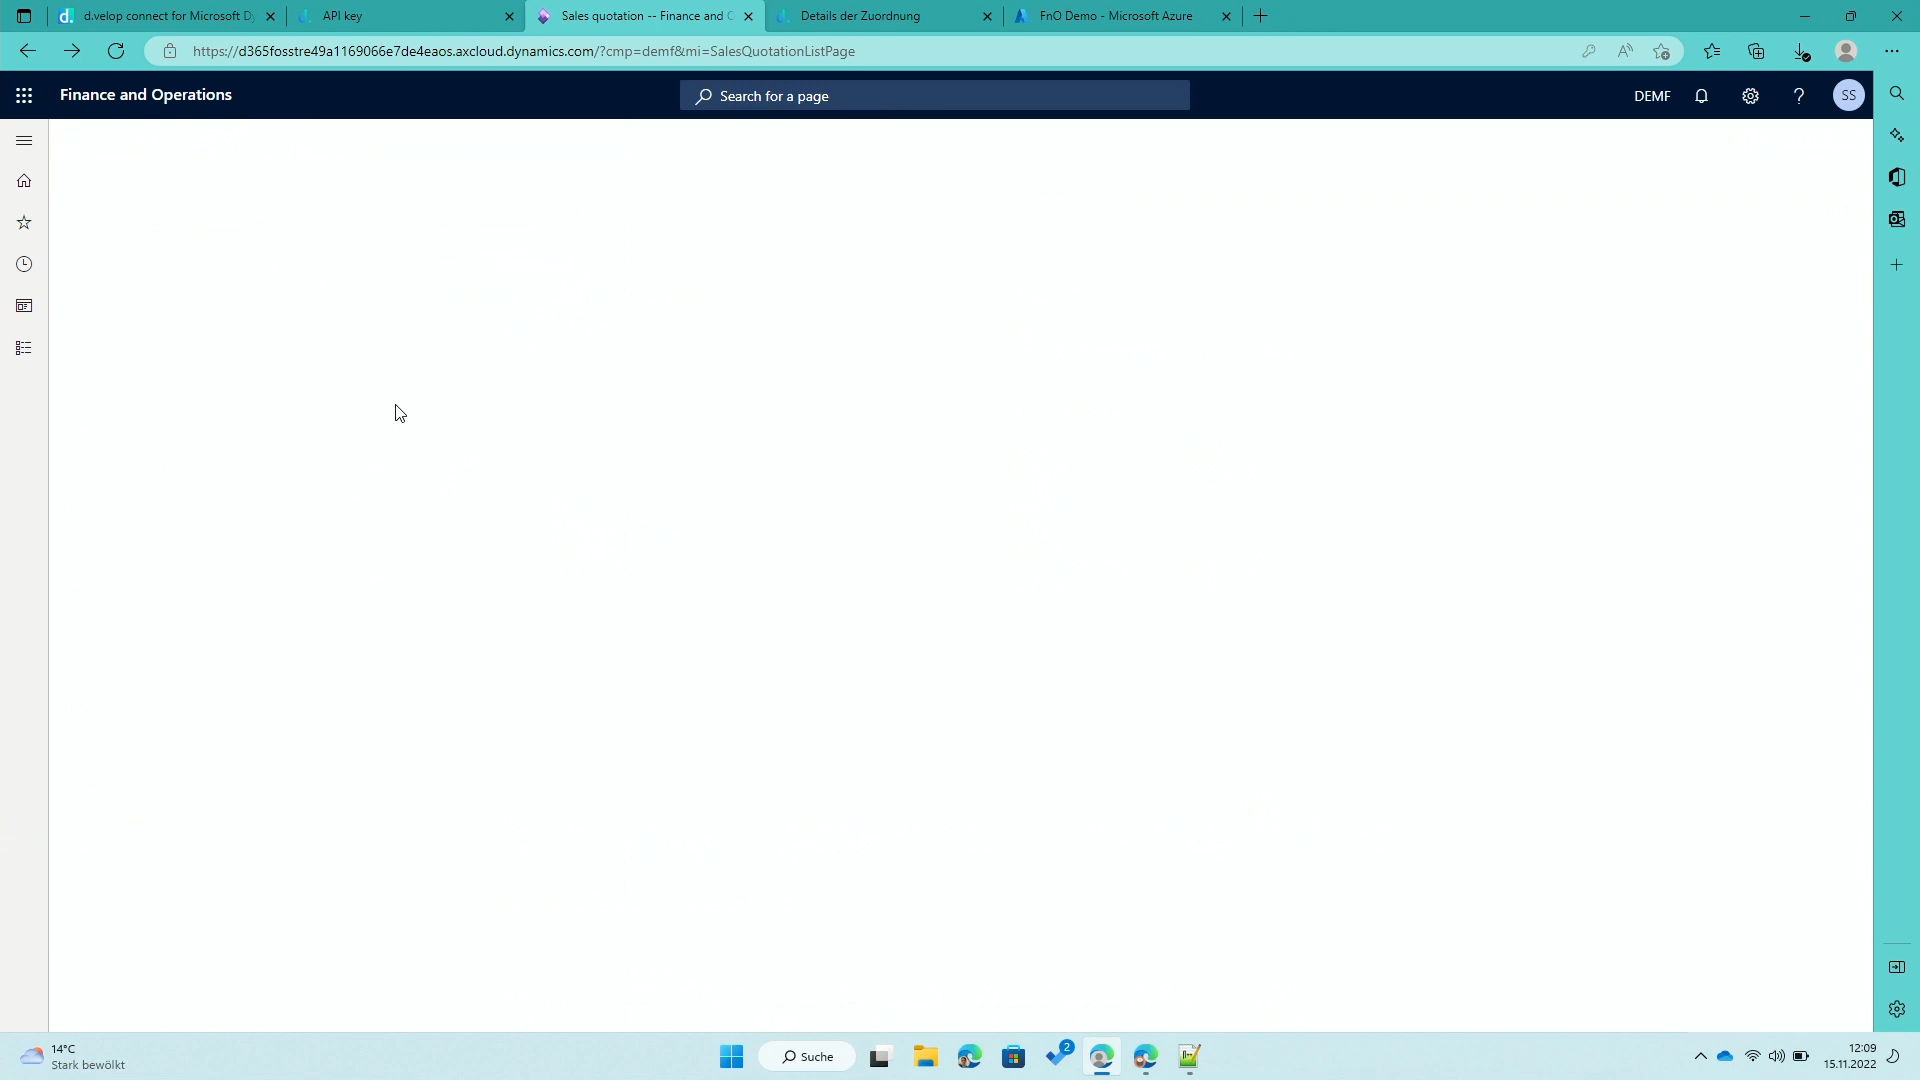 d.velop connect for Microsoft Dy
API key
Sales quotation -- Finance and O
Details der Zuordnung
FnO Demo - Microsoft Azure
https://d365fosstre49a1169066e7de4eaos.axcloud.dynamics.com/?cmp=demf&mi=SalesQuotationListPage
Finance and Operations
Search for a page
DEMF
SS
14°C
Stark bewölkt
Suche
2
12:09
15.11.2022